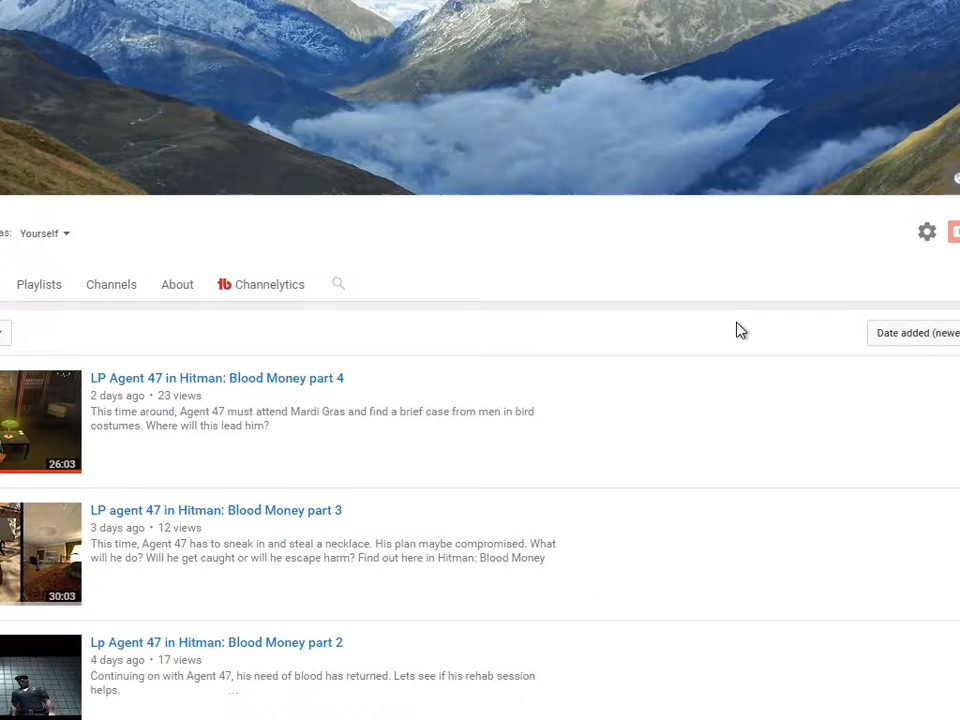 as: Yourself
Playlists Channels About Channelytics
Date added (newe
LP Agent 47 in Hitman: Blood Money part 4
2 days ago • 23 views
This time around, Agent 47 must attend Mardi Gras and find a brief case from men in bird
costumes. Where will this lead him?
26:03
LP agent 47 in Hitman: Blood Money part 3
3 days ago • 12 views
This time, Agent 47 has to sneak in and steal a necklace. His plan maybe compromised. What
will he do? Will he get caught or will he escape harm? Find out here in Hitman: Blood Money
30:03
Lp Agent 47 in Hitman: Blood Money part 2
4 days ago • 17 views
Continuing on with Agent 47, his need of blood has returned. Lets see if his rehab session
helps. ...